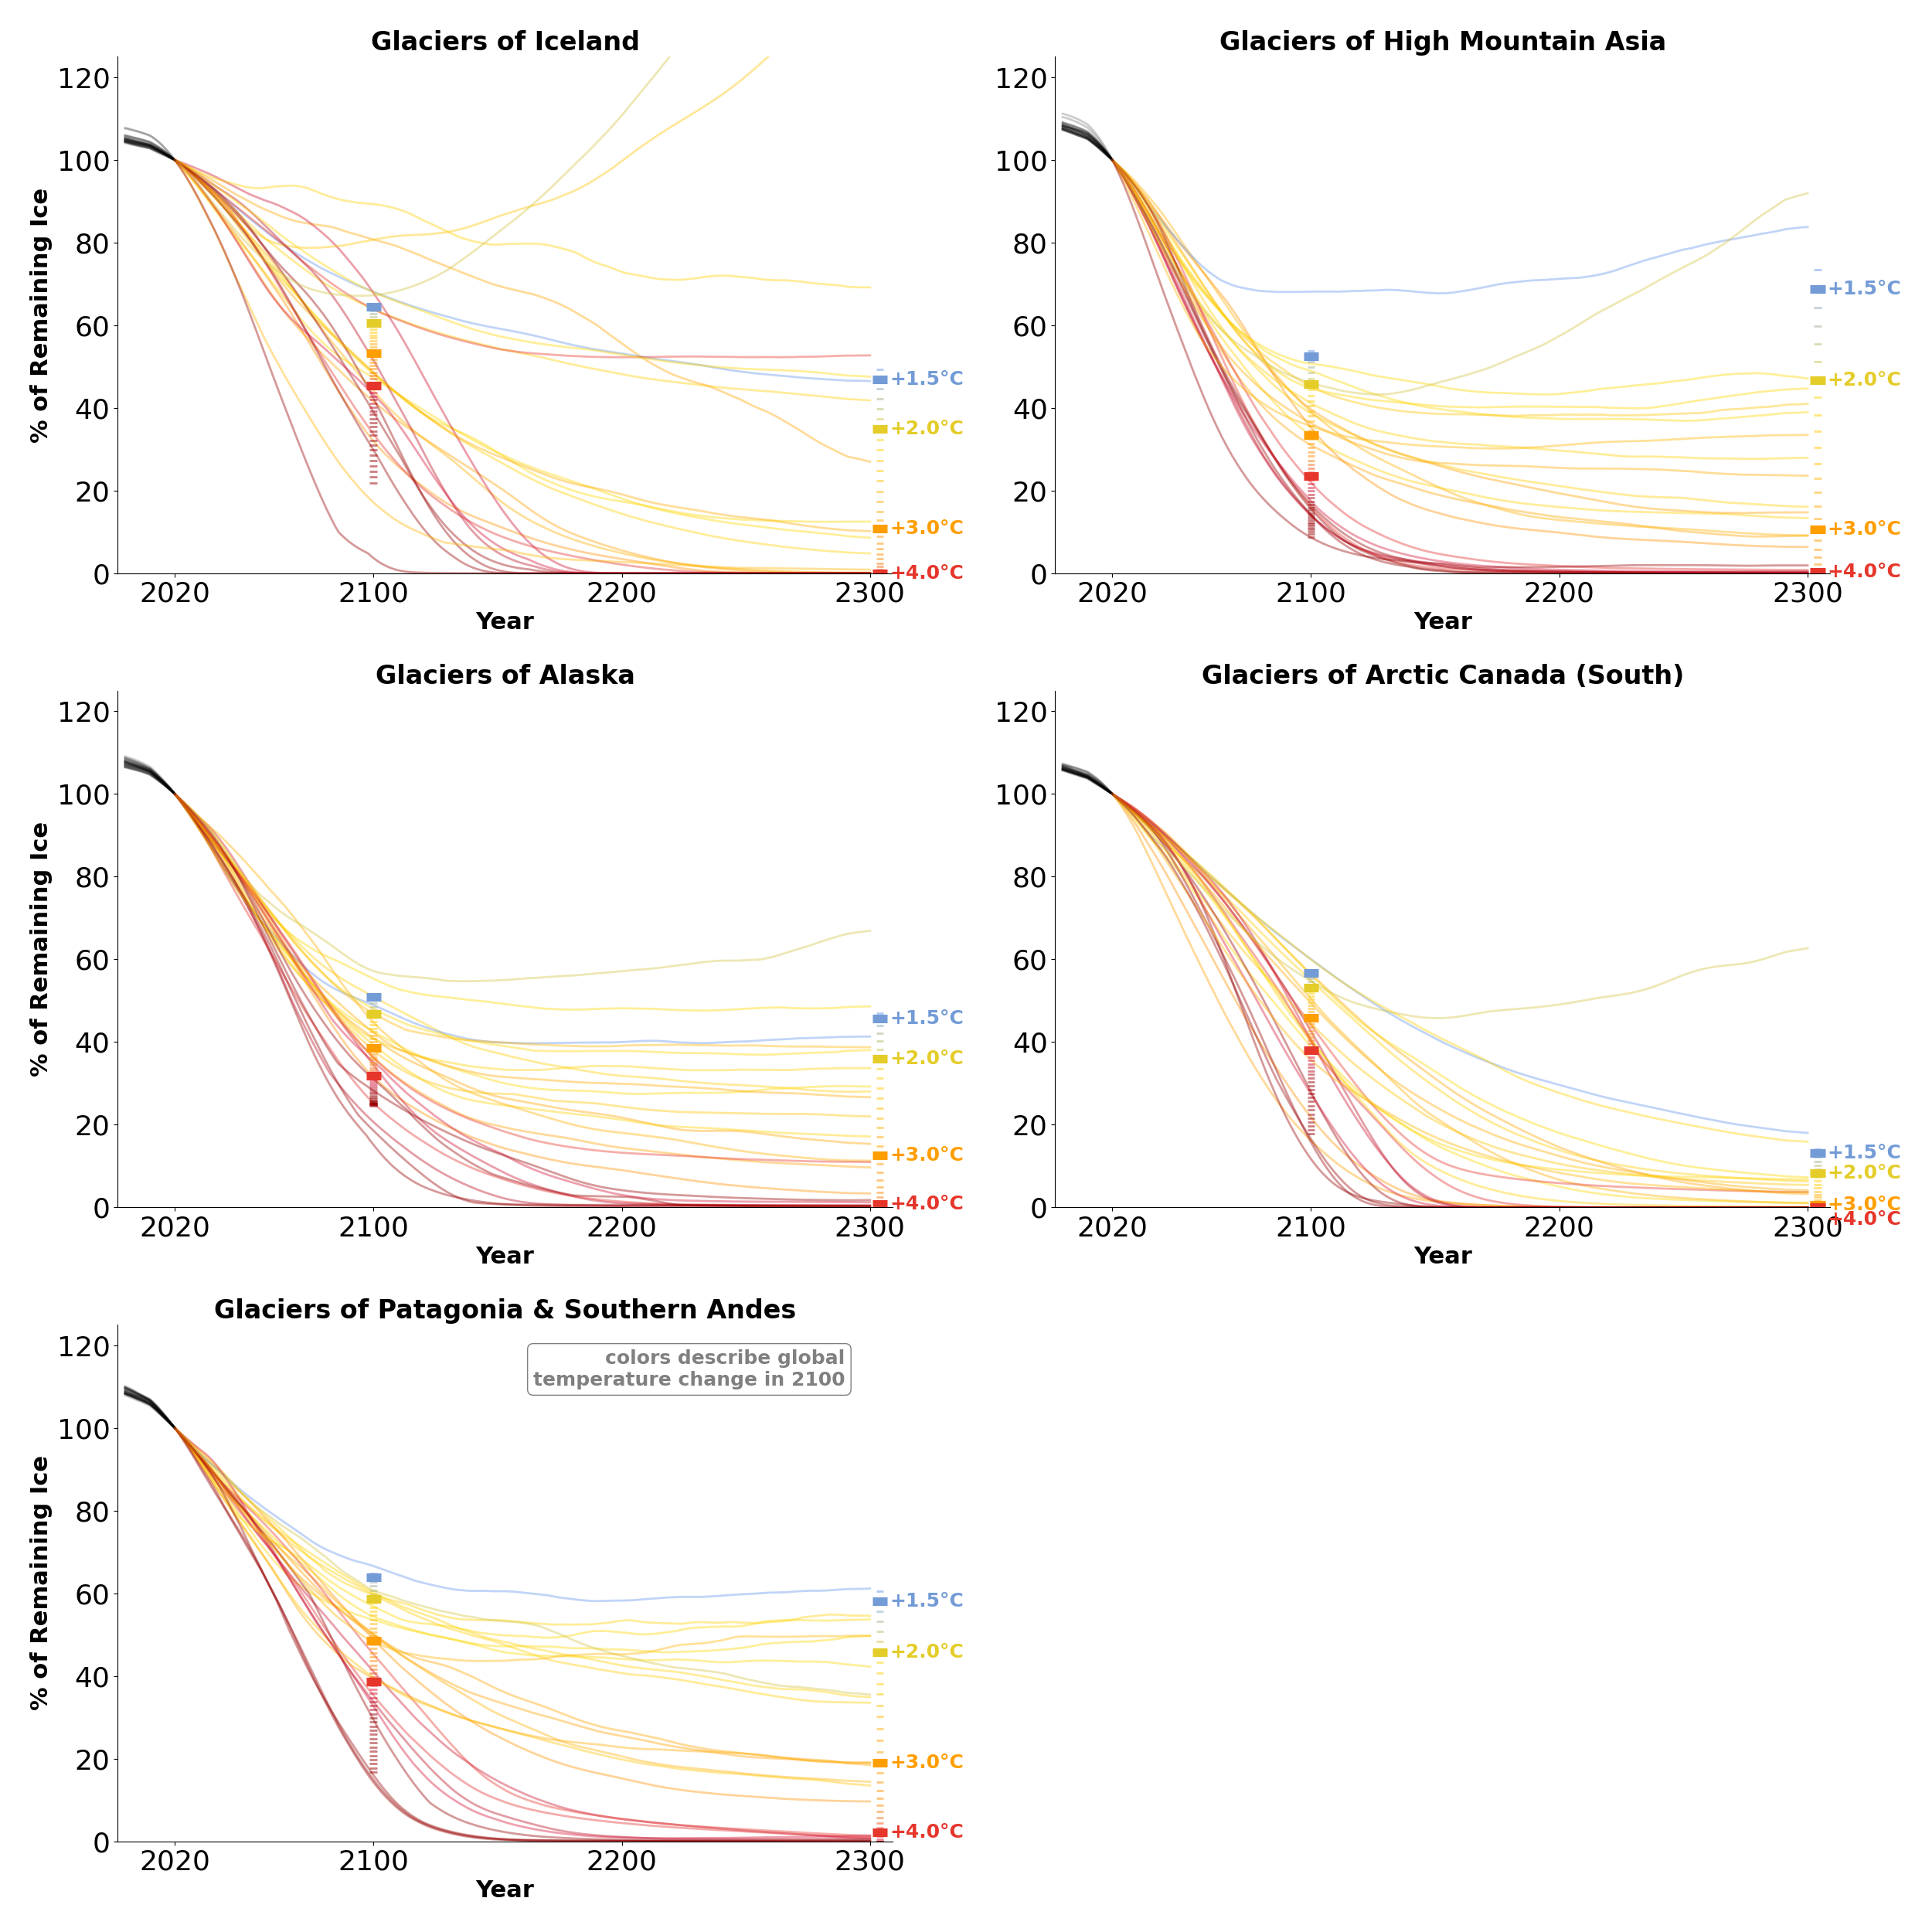 Glaciers of Iceland
120
100
80
60
40
20
0
% of Remaining Ice
2020
2100
2200
2300
Year
+1.5°C
+2.0°C
+3.0°C
+4.0°C
Glaciers of High Mountain Asia
120
100
80
60
40
20
0
2020
2100
2200
2300
Year
+1.5°C
+2.0°C
+3.0°C
+4.0°C
Glaciers of Alaska
120
100
80
60
40
20
0
% of Remaining Ice
2020
2100
2200
2300
Year
+1.5°C
+2.0°C
+3.0°C
+4.0°C
Glaciers of Arctic Canada (South)
120
100
80
60
40
20
0
2020
2100
2200
2300
Year
+1.5°C
+2.0°C
+3.0°C
+4.0°C
Glaciers of Patagonia & Southern Andes
colors describe global
temperature change in 2100
120
100
80
60
40
20
0
% of Remaining Ice
2020
2100
2200
2300
Year
+1.5°C
+2.0°C
+3.0°C
+4.0°C